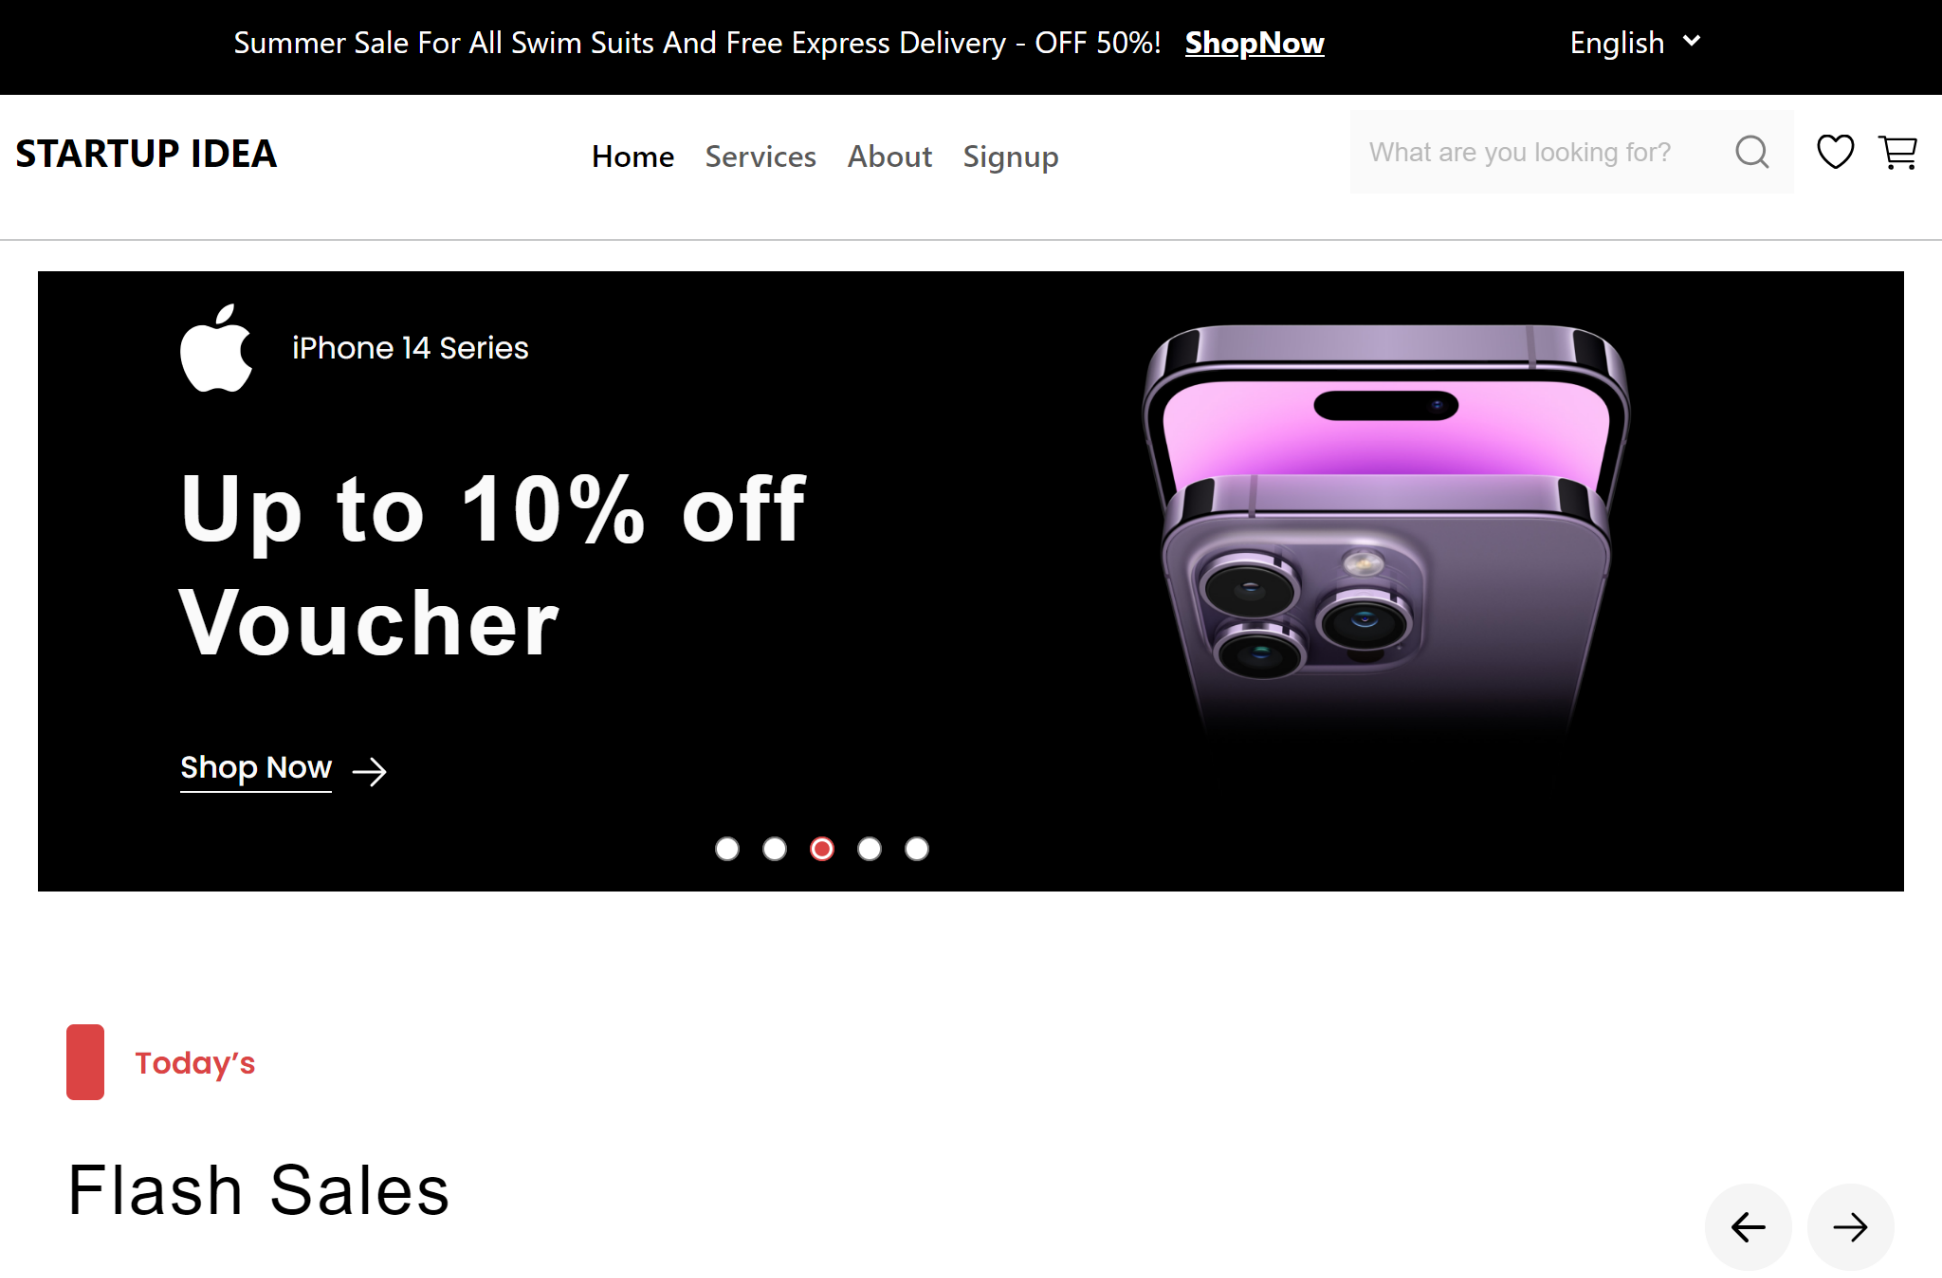 Summer Sale For All Swim Suits And Free Express Delivery - OFF 50%! ShopNow
English
STARTUP IDEA
Home Services About Signup
What are you looking for?
iPhone 14 Series
Up to 10% off
Voucher
Shop Now
Today’s
Flash Sales